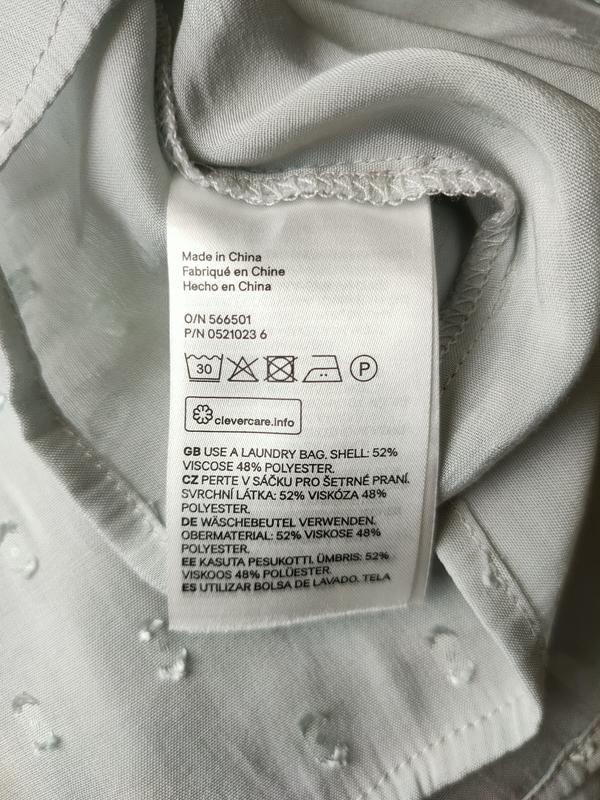 Made in China
Fabriqué en Chine
Hecho en China
O/N 566501
P/N 0521023 6
30 P
clevercare.info
GB USE A LAUNDRY BAG. SHELL: 52%
VISCOSE 48% POLYESTER.
CZ PERTE V SÁČKU PRO ŠETRNÉ PRANÍ.
SVRCHNÍ LÁTKA: 52% VISKÓZA 48%
POLYESTER.
DE WÄSCHEBEUTEL VERWENDEN.
OBERMATERIAL: 52% VISKOSE 48%
POLYESTER.
EE KASUTA PESUKOTTI. ÜMBRIS: 52%
VISKOOS 48% POLÜESTER.
ES UTILIZAR BOLSA DE LAVADO. TELA